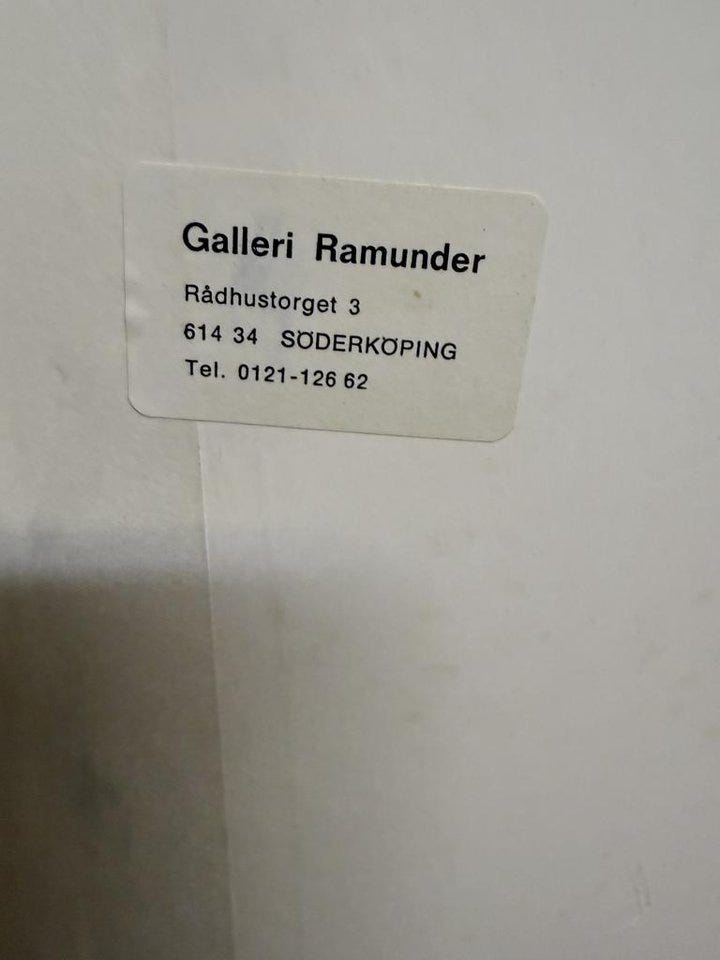 Galleri Ramunder
Rådhustorget 3
614 34 SÖDERKÖPING
Tel. 0121-126 62